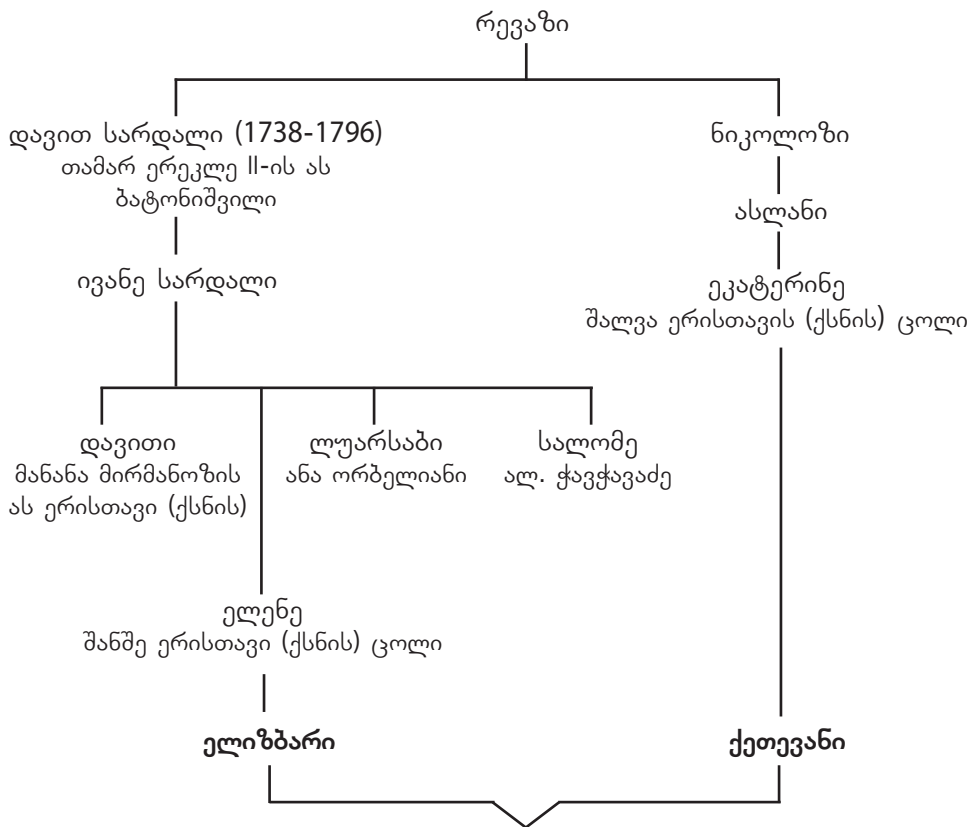 რევაზი
დავით სარდალი (1738-1796)
თამარ ერეკლე II-ის ას
ბატონიშვილი
ნიკოლოზი
ასლანი
ივანე სარდალი
ეკატერინე
შალვა ერისთავის (ქსნის) ცოლი
დავითი
მანანა მირმანოზის
ას ერისთავი (ქსნის)
ლუარსაბი
ანა ორბელიანი
სალომე
ალ. ჭავჭავაძე
ელენე
შანშე ერისთავი (ქსნის) ცოლი
ელიზბარი
ქეთევანი